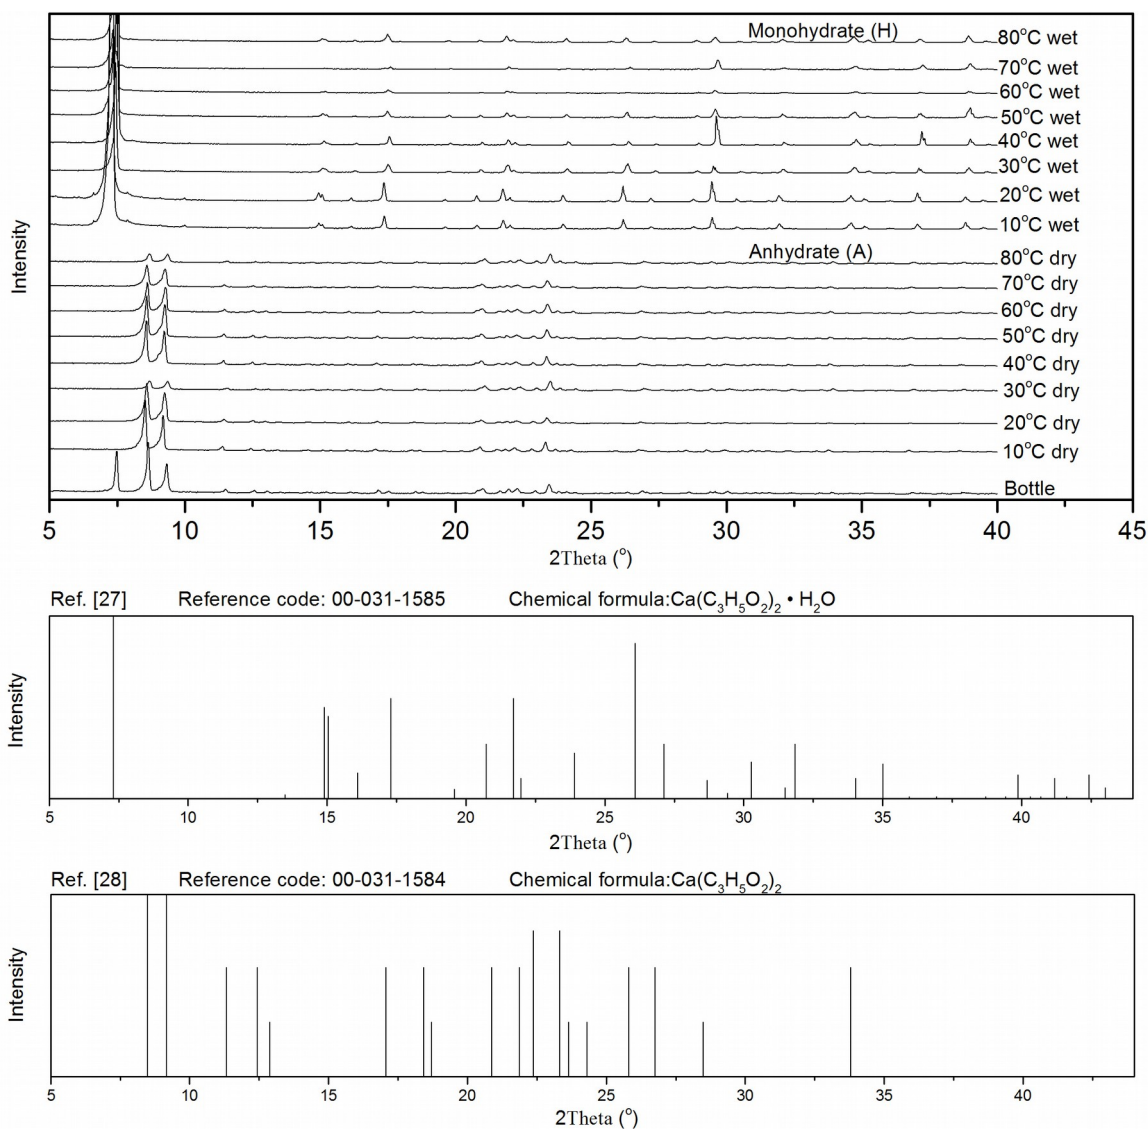 Monohydrate (H)
80°C wet
70°C wet
60°C wet
50°C wet
40°C wet
30°C wet
20°C wet
10°C wet
Anhydrate (A)
80°C dry
70°C dry
60°C dry
50°C dry
40°C dry
30°C dry
20°C dry
10°C dry
Bottle
Intensity
5 10 15 20 25 30 35 40 45
2Theta (°)
Ref. [27] Reference code: 00-031-1585 Chemical formula:Ca(C₃H₅O₂)₂ • H₂O
Intensity
5 10 15 20 25 30 35 40
2Theta (°)
Ref. [28] Reference code: 00-031-1584 Chemical formula:Ca(C₃H₅O₂)₂
Intensity
5 10 15 20 25 30 35 40
2Theta (°)